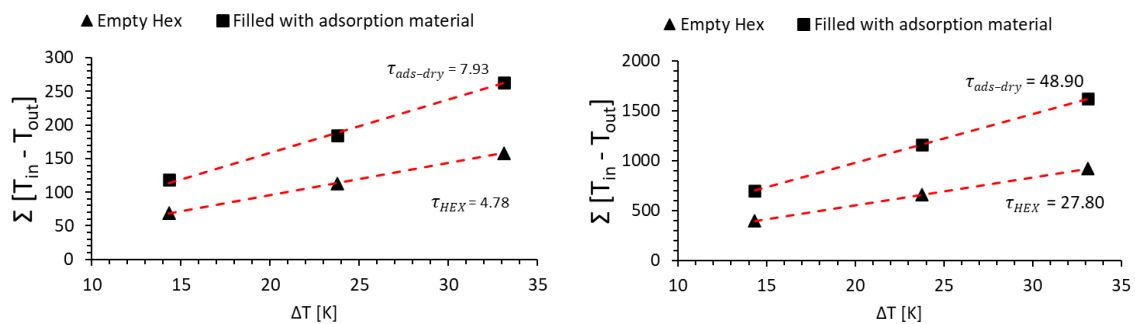 Empty Hex Filled with adsorption material
Σ [T_in - T_out]
300
250
200
150
100
50
0
τ_ads−dry = 7.93
τ_HEX = 4.78
10 15 20 25 30 35
ΔT [K]
Empty Hex Filled with adsorption material
Σ [T_in - T_out]
2000
1500
1000
500
0
τ_ads−dry = 48.90
τ_HEX = 27.80
10 15 20 25 30 35
ΔT [K]